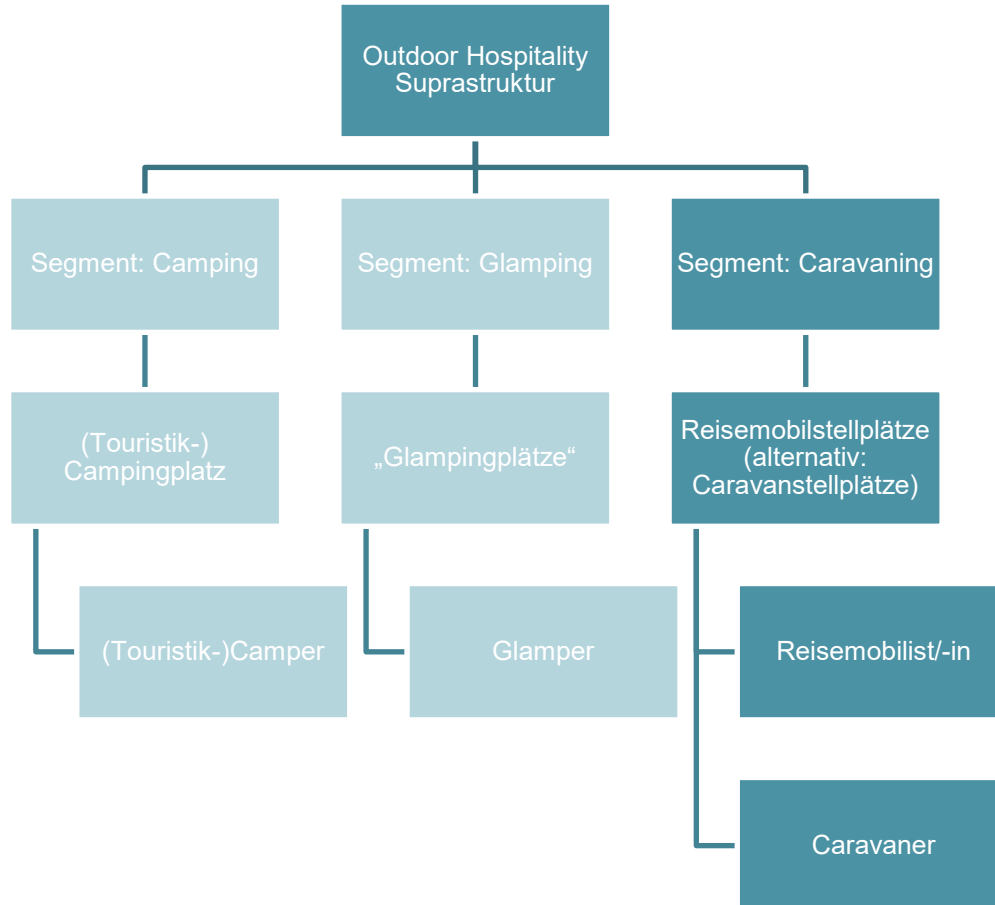 Outdoor Hospitality
Suprastruktur
Segment: Camping
Segment: Glamping
Segment: Caravaning
(Touristik-)
Campingplatz
„Glampingplätze“
Reisemobilstellplätze
(alternativ:
Caravanstellplätze)
(Touristik-)Camper
Glamper
Reisemobilist/-in
Caravaner